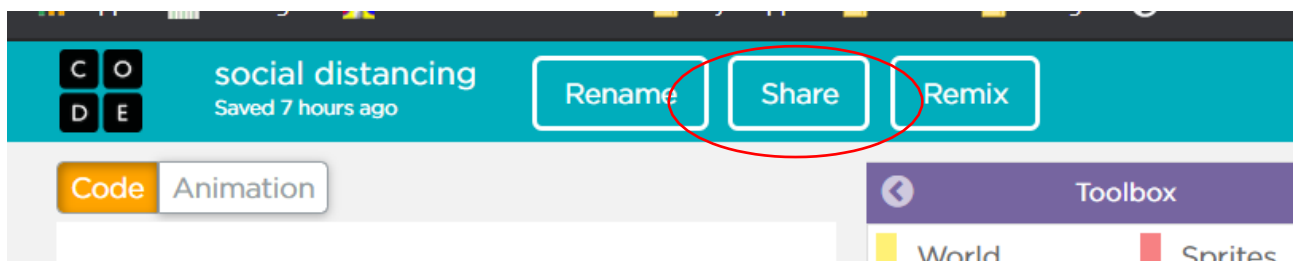 C O
D E
social distancing
Saved 7 hours ago
Rename
Share
Remix
Code
Animation
Toolbox
World
Sprites